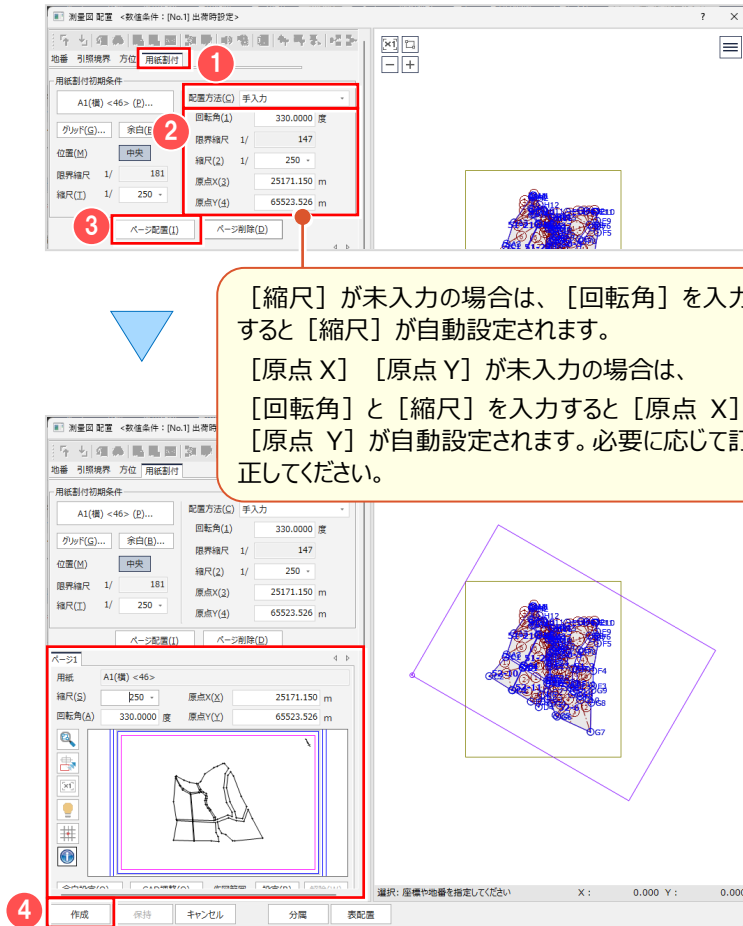 測量図 配置 <数値条件：[No.1] 出荷時設定>
? ×
地番 引照境界 方位 用紙割付
1
用紙割付初期条件
A1(横) <46> (P)...
配置方法(C) 手入力
グリッド(G)...
2
回転角(1) 330.0000 度
限界縮尺 1/ 147
位置(M) 中央
縮尺(2) 1/ 250
限界縮尺 1/ 181
原点X(3) 25171.150 m
縮尺(T) 1/ 250
原点Y(4) 65523.526 m
3
ページ配置(I) ページ削除(D)
［縮尺］が未入力の場合は、［回転角］を入力
すると［縮尺］が自動設定されます。
［原点 X］［原点 Y］が未入力の場合は、
［回転角］と［縮尺］を入力すると［原点 X］
［原点 Y］が自動設定されます。必要に応じて訂
正してください。
測量図 配置 <数値条件：[No.1] 出荷時
地番 引照境界 方位 用紙割付
用紙割付初期条件
A1(横) <46> (P)...
配置方法(C) 手入力
グリッド(G)... 余白(B)...
回転角(1) 330.0000 度
限界縮尺 1/ 147
位置(M) 中央
縮尺(2) 1/ 250
限界縮尺 1/ 181
原点X(3) 25171.150 m
縮尺(T) 1/ 250
原点Y(4) 65523.526 m
ページ配置(I) ページ削除(D)
ページ1
用紙 A1(横) <46>
縮尺(S) 250 原点X(X) 25171.150 m
回転角(A) 330.0000 度 原点Y(Y) 65523.526 m
G7
選択: 座標や地番を指定してください X : 0.000 Y : 0.000
4
作成 保持 キャンセル 分属 表配置